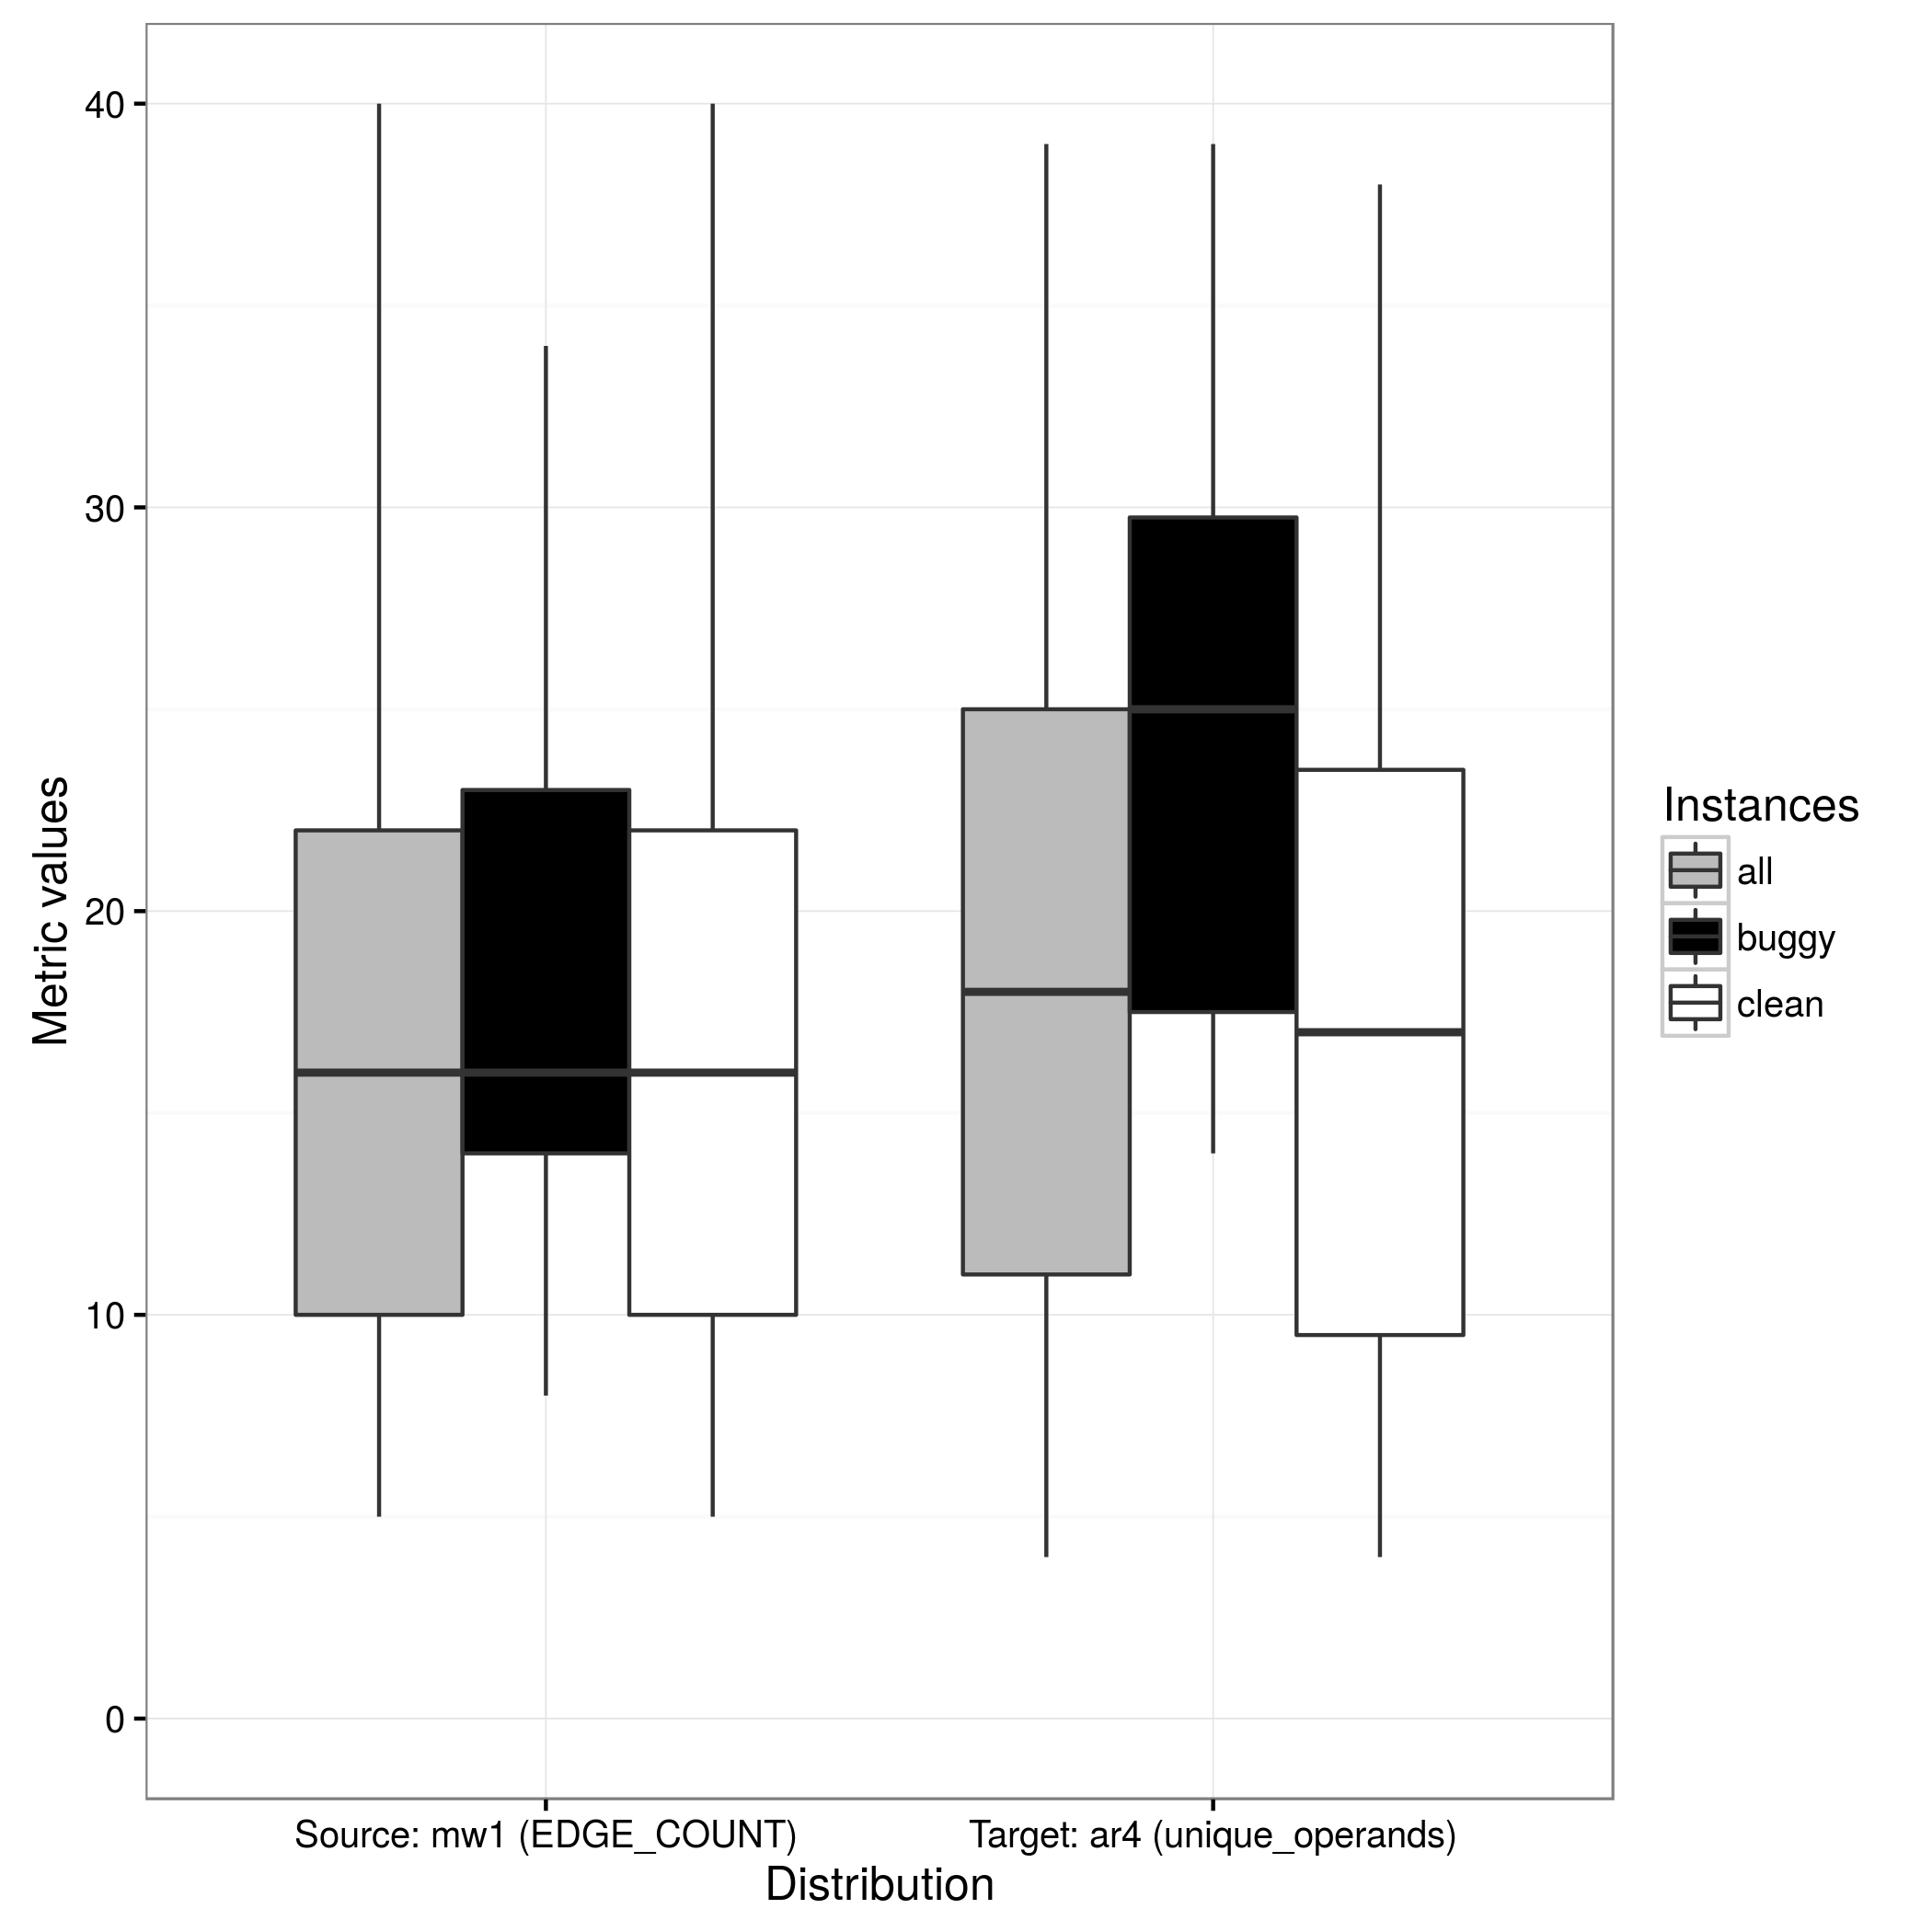 Metric values
40
30
20
10
0
Source: mw1 (EDGE_COUNT)
Target: ar4 (unique_operands)
Distribution
Instances
all
buggy
clean